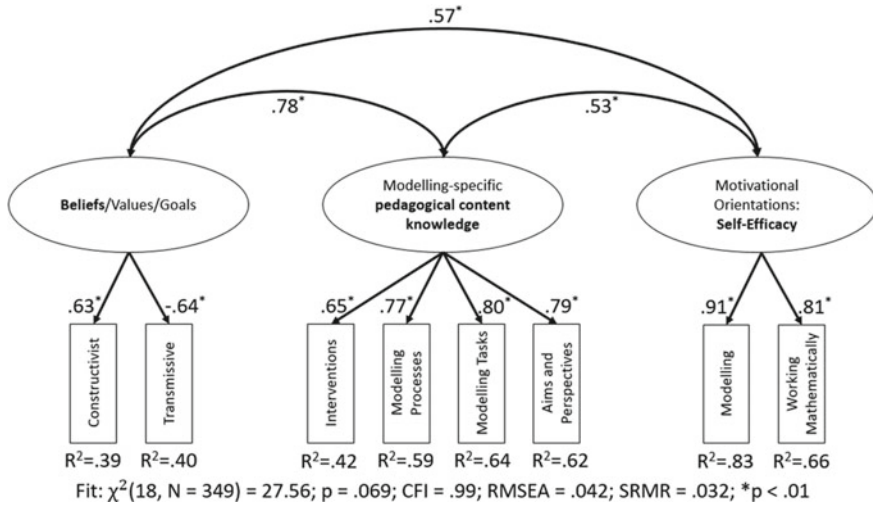 .57*
.78*
.53*
Beliefs/Values/Goals
Modelling-specific
pedagogical content
knowledge
Motivational
Orientations:
Self-Efficacy
.63*
-.64*
.65*
.77*
.80*
.79*
.91*
.81*
Constructivist
Transmissive
Interventions
Modelling
Processes
Modelling Tasks
Aims and
Perspectives
Modelling
Working
Mathematically
R²=.39
R²=.40
R²=.42
R²=.59
R²=.64
R²=.62
R²=.83
R²=.66
Fit: χ²(18, N = 349) = 27.56; p = .069; CFI = .99; RMSEA = .042; SRMR = .032; *p < .01